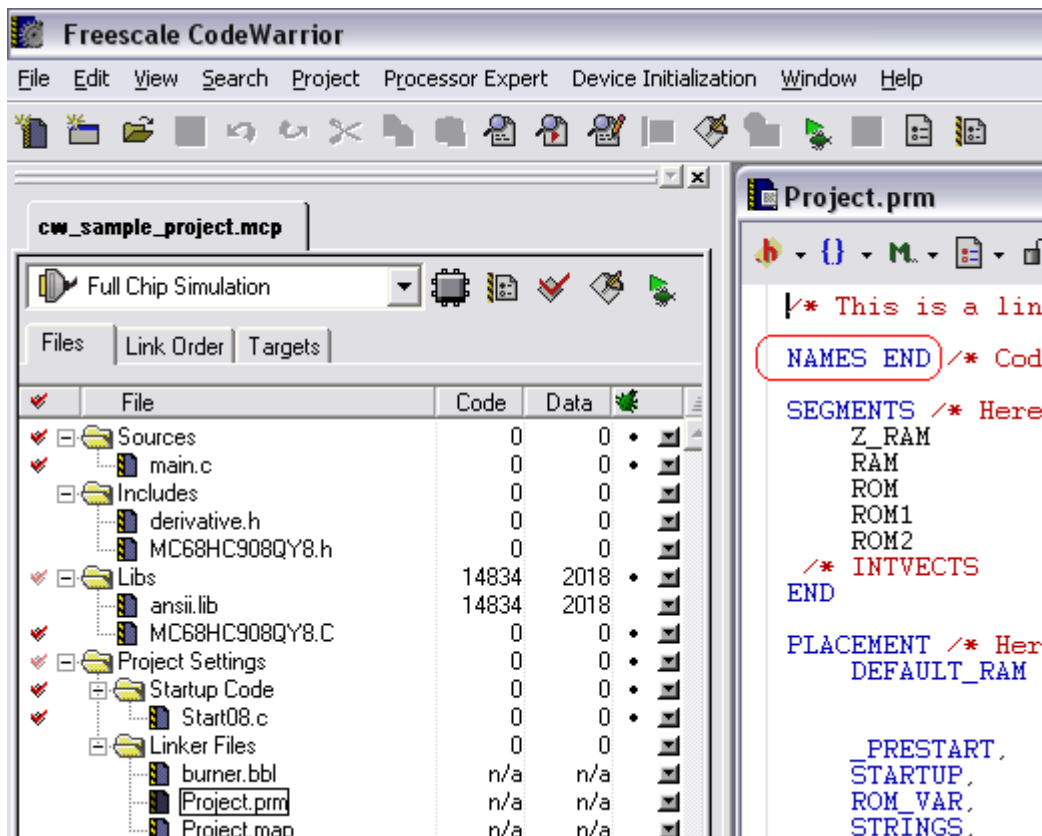 Freescale CodeWarrior
File Edit View Search Project Processor Expert Device Initialization Window Help
cw_sample_project.mcp
Full Chip Simulation
Files Link Order Targets
File Code Data
Sources 0 0
main.c 0 0
Includes 0 0
derivative.h 0 0
MC68HC908QY8.h 0 0
Libs 14834 2018
ansii.lib 14834 2018
MC68HC908QY8.C 0 0
Project Settings 0 0
Startup Code 0 0
Start08.c 0 0
Linker Files 0 0
burner.bbl n/a n/a
Project.prm n/a n/a
Project.map n/a n/a
Project.prm
h {} M.
/* This is a lin
NAMES END /* Cod
SEGMENTS /* Here
Z_RAM
RAM
ROM
ROM1
ROM2
/* INTVECTS
END
PLACEMENT /* Her
DEFAULT_RAM
_PRESTART,
STARTUP,
ROM_VAR,
STRINGS,